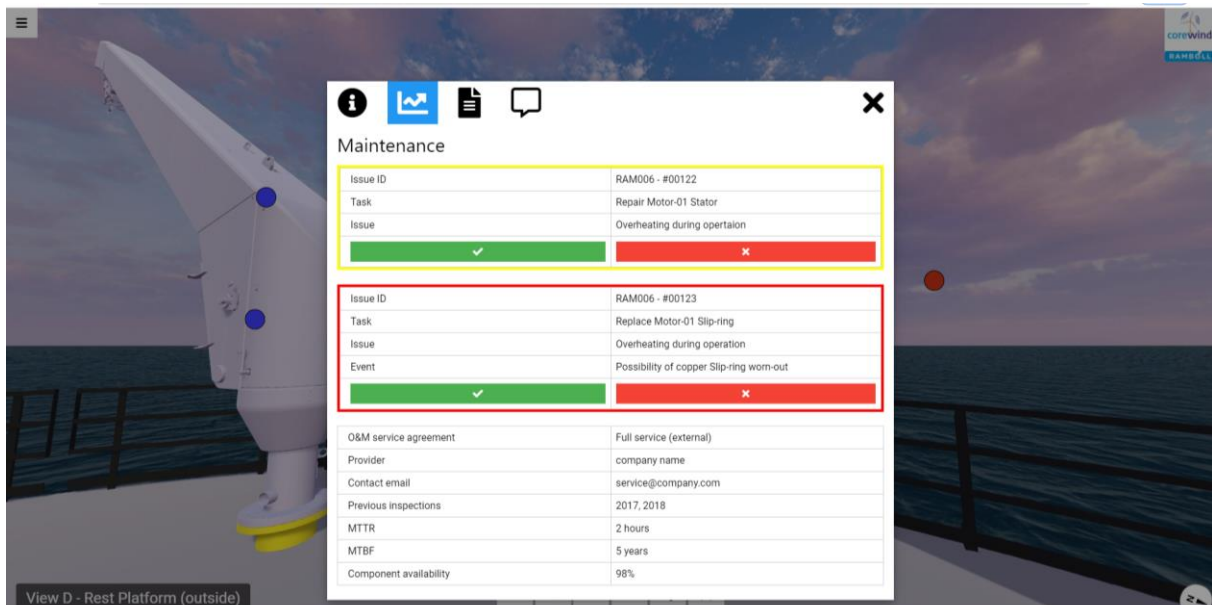 corewind
RAMBOLL
Maintenance
Issue ID RAM006 - #00122
Task Repair Motor-01 Stator
Issue Overheating during opertaion
Issue ID RAM006 - #00123
Task Replace Motor-01 Slip-ring
Issue Overheating during operation
Event Possibility of copper Slip-ring worn-out
O&M service agreement Full service (external)
Provider company name
Contact email service@company.com
Previous inspections 2017, 2018
MTTR 2 hours
MTBF 5 years
Component availability 98%
View D - Rest Platform (outside)
N